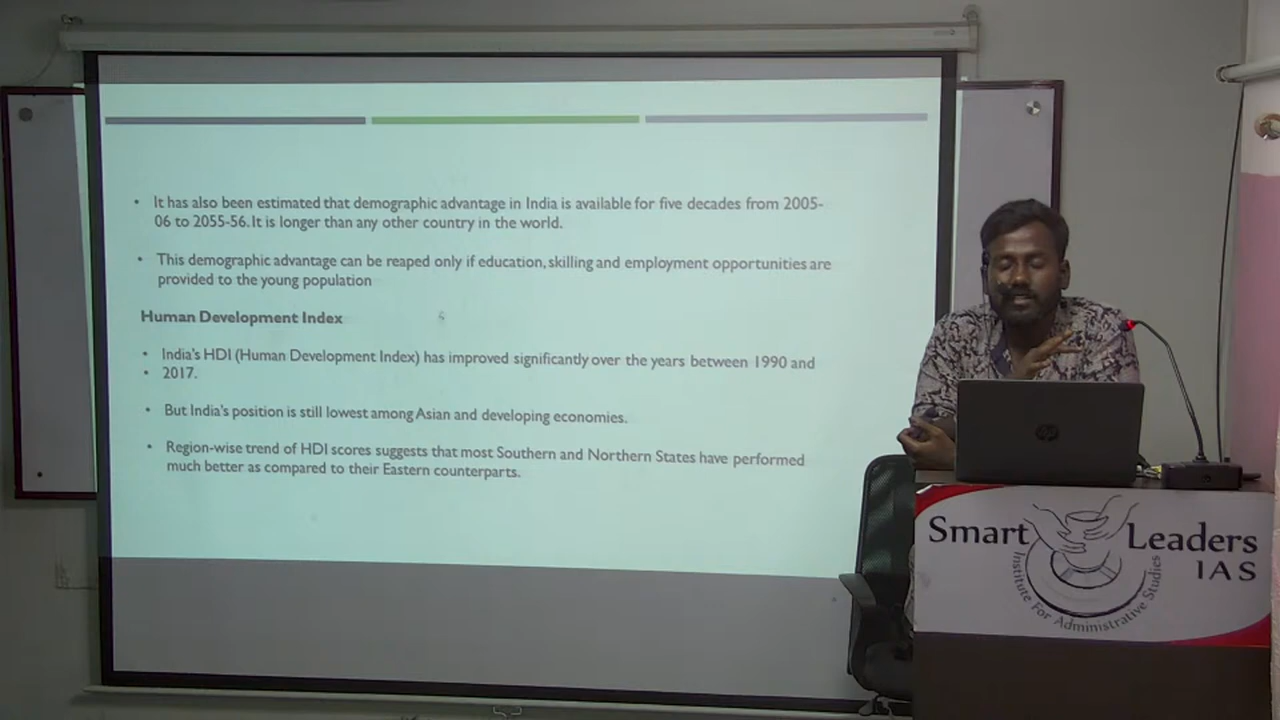 • It has also been estimated that demographic advantage in India is available for five decades from 2005-
06 to 2055-56. It is longer than any other country in the world.
• This demographic advantage can be reaped only if education, skilling and employment opportunities are
provided to the young population
Human Development Index
• India's HDI (Human Development Index) has improved significantly over the years between 1990 and
• 2017.
• But India's position is still lowest among Asian and developing economies.
• Region-wise trend of HDI scores suggests that most Southern and Northern States have performed
much better as compared to their Eastern counterparts.
hp
Smart Leaders
IAS
Institute For Administrative Studies